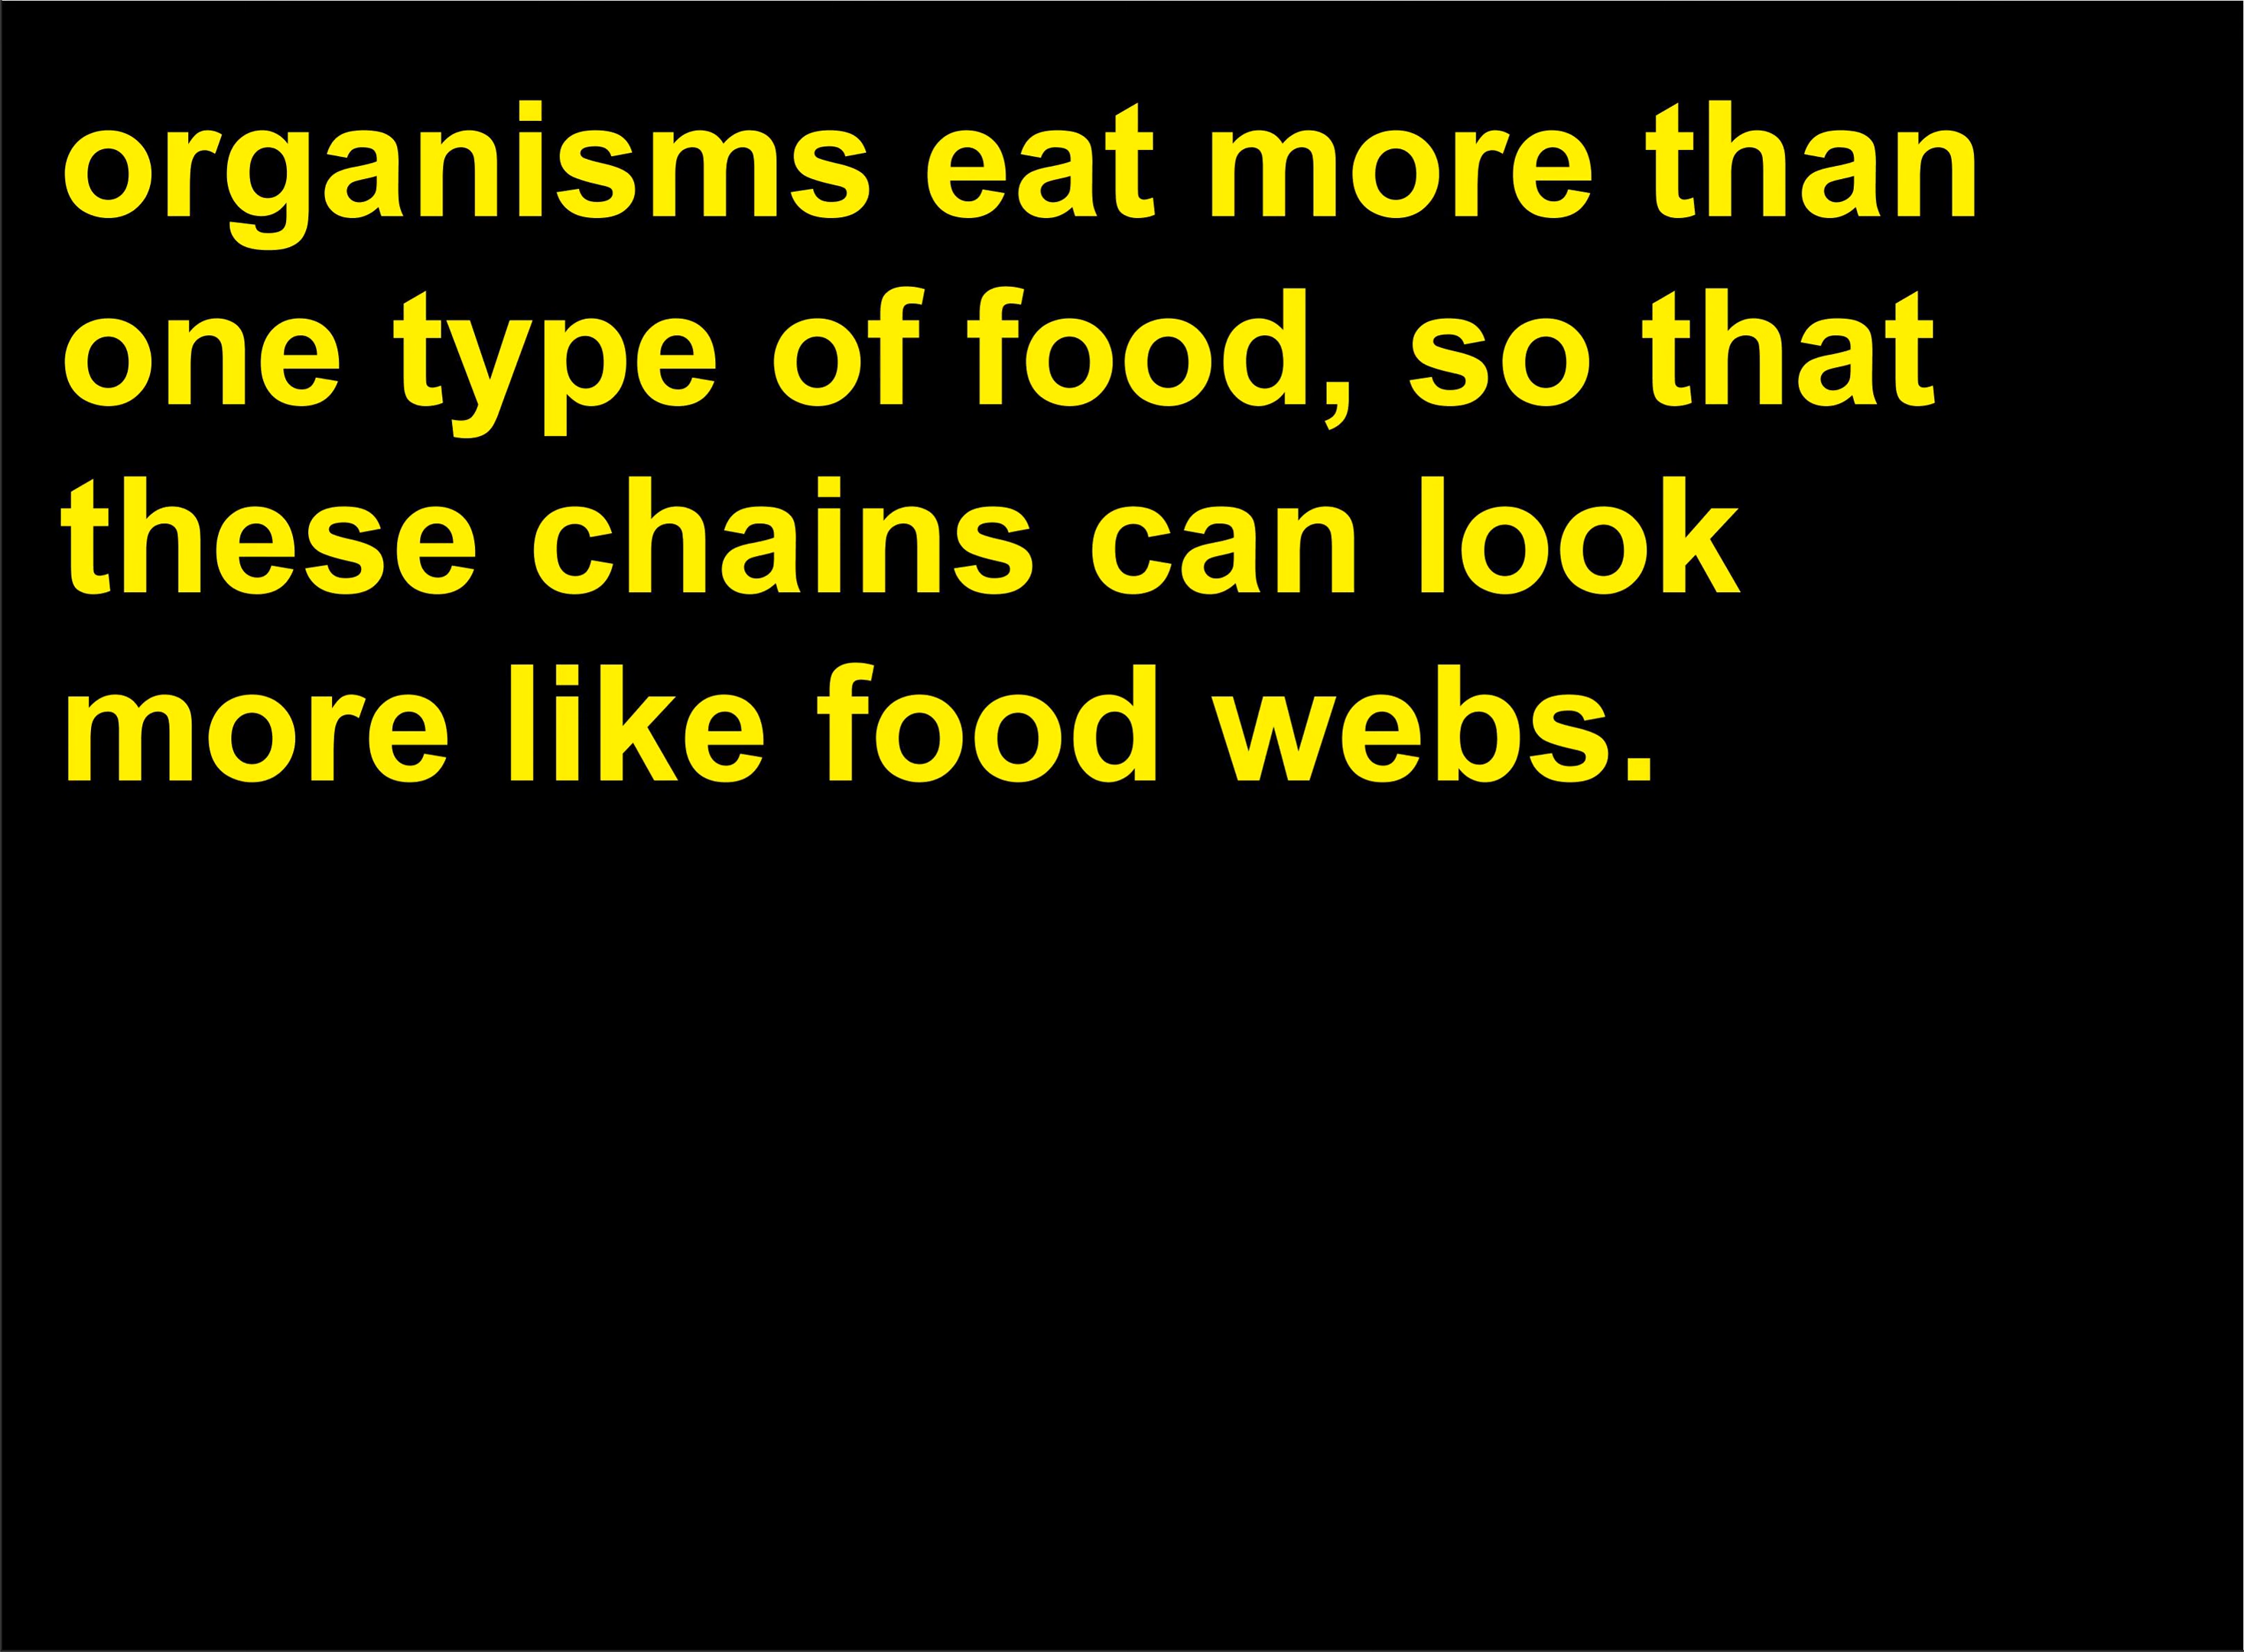 organisms eat more than
one type of food, so that
these chains can look
more like food webs.